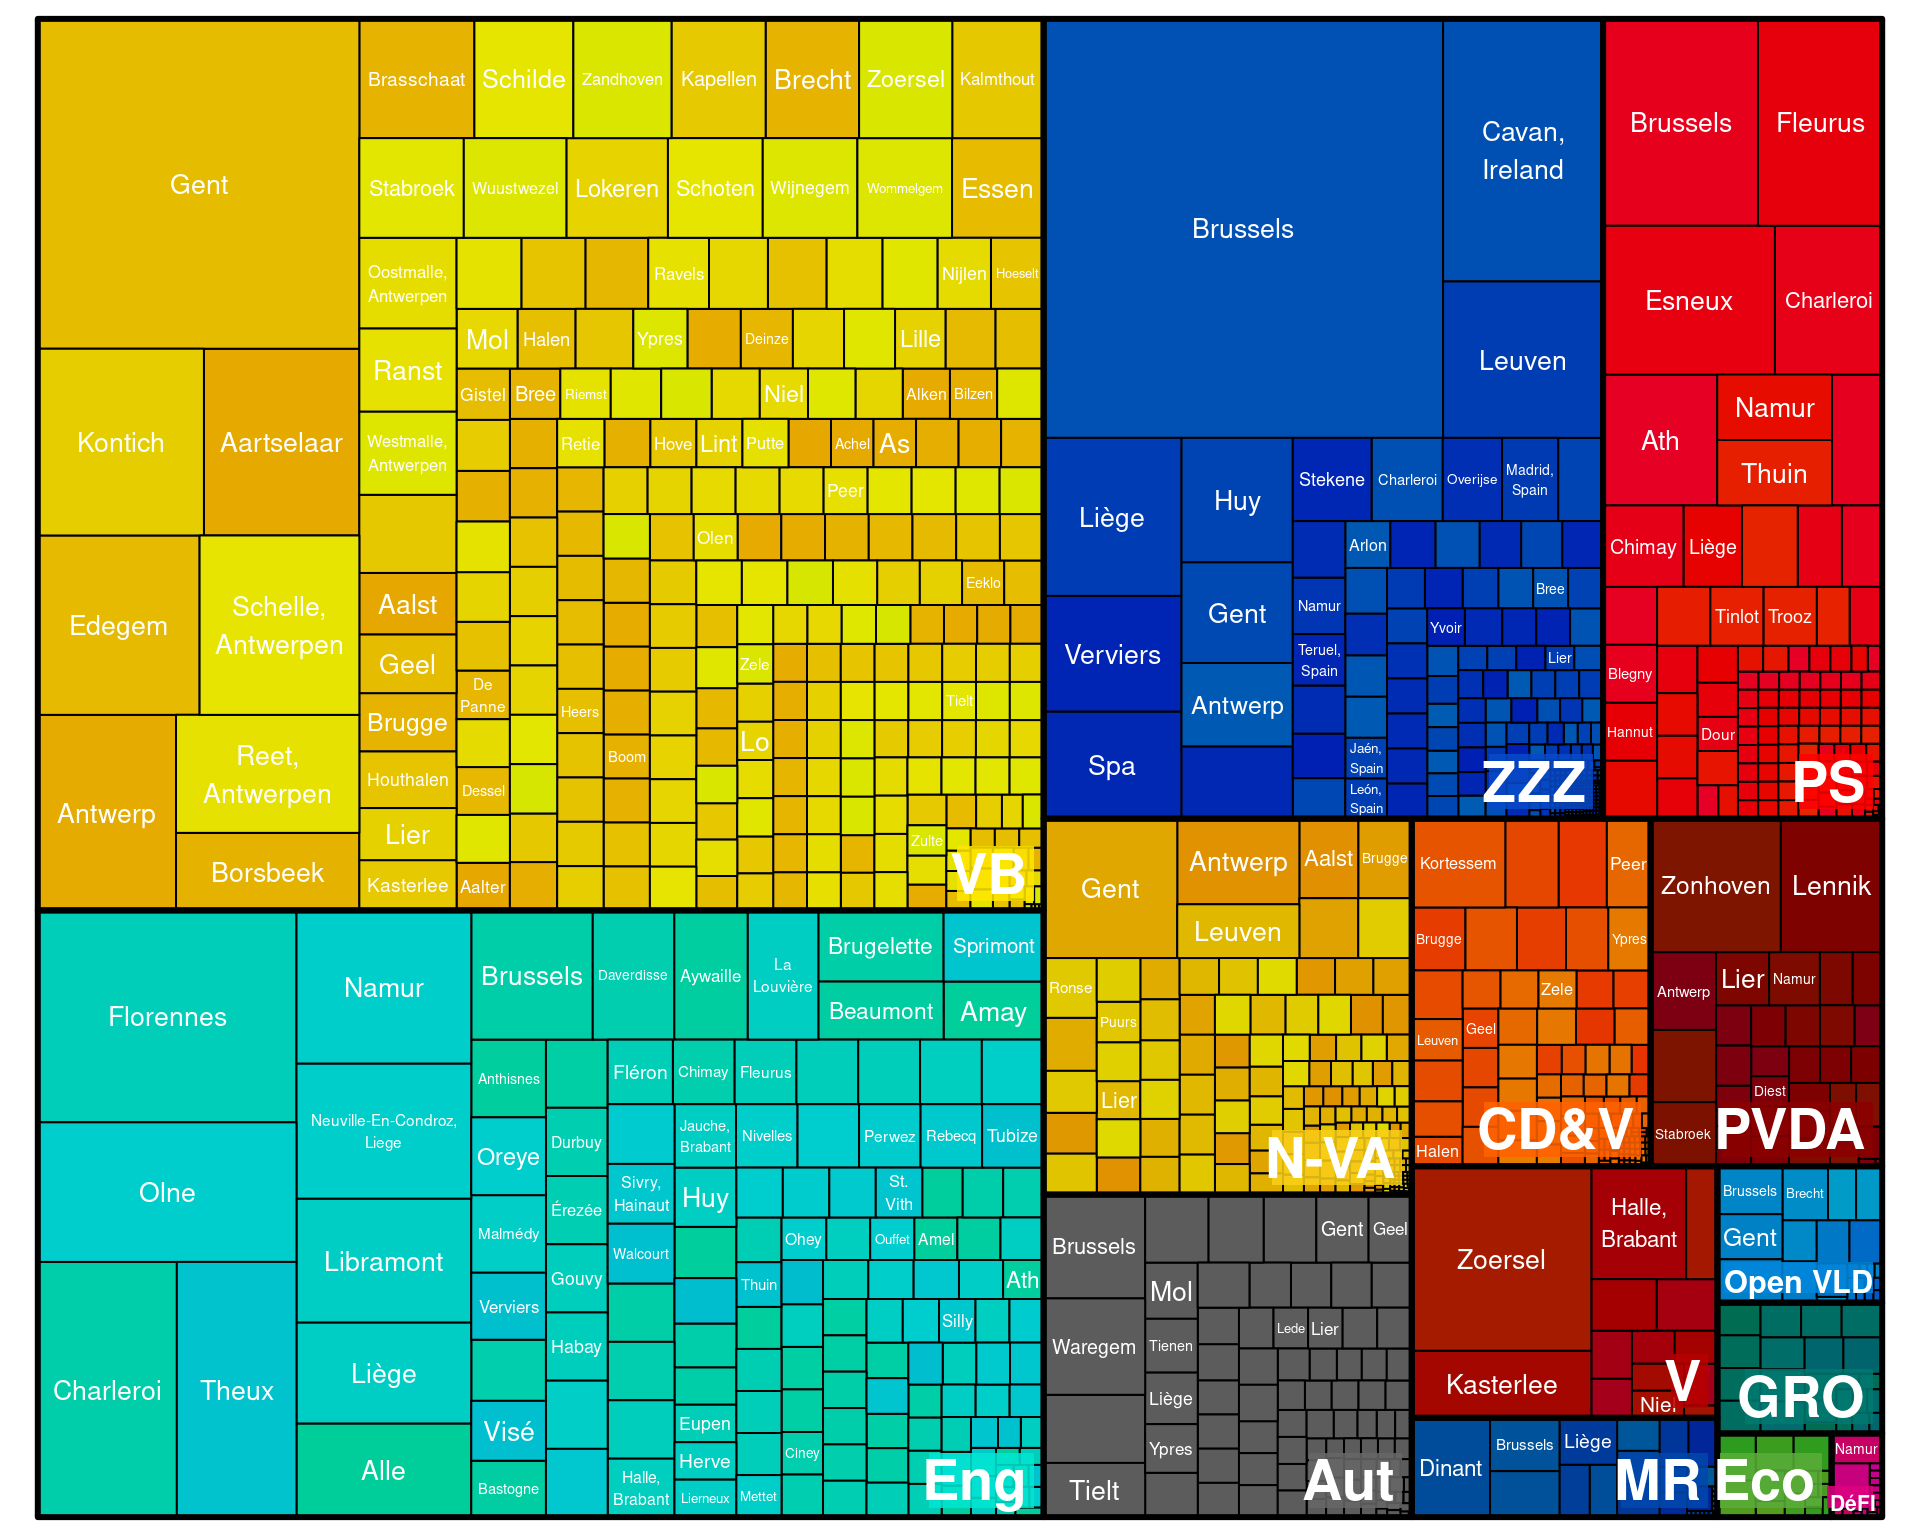 Gent
Brasschaat
Schilde
Zandhoven
Kapellen
Brecht
Zoersel
Kalmthout
Stabroek
Wuustwezel
Lokeren
Schoten
Wijnegem
Wommelgem
Essen
Oostmalle,
Antwerpen
Ravels
Nijlen
Hoeselt
Mol
Halen
Ypres
Deinze
Lille
Ranst
Gistel
Bree
Riemst
Niel
Alken
Bilzen
Kontich
Aartselaar
Westmalle,
Antwerpen
Retie
Hove
Lint
Putte
Achel
As
Peer
Olen
Eeklo
Edegem
Schelle,
Antwerpen
Aalst
Geel
De
Panne
Zele
Heers
Tielt
Brugge
Lo
Boom
Antwerp
Reet,
Antwerpen
Houthalen
Dessel
Lier
Zulte
Borsbeek
Kasterlee
Aalter
VB
Brussels
Cavan,
Ireland
Leuven
Liège
Huy
Stekene
Charleroi
Overijse
Madrid,
Spain
Arlon
Bree
Gent
Namur
Yvoir
Verviers
Teruel,
Spain
Lier
Antwerp
Spa
Jaén,
Spain
León,
Spain
ZZZ
Brussels
Fleurus
Esneux
Charleroi
Ath
Namur
Thuin
Chimay
Liège
Tinlot
Trooz
Blegny
Hannut
Dour
PS
Florennes
Namur
Brussels
Daverdisse
Aywaille
La
Louvière
Brugelette
Sprimont
Beaumont
Amay
Neuville-En-Condroz,
Liege
Anthisnes
Fléron
Chimay
Fleurus
Olne
Oreye
Durbuy
Jauche,
Brabant
Nivelles
Perwez
Rebecq
Tubize
Libramont
Malmédy
Érezée
Sivry,
Hainaut
Huy
St.
Vith
Walcourt
Ohey
Ouffet
Amel
Charleroi
Theux
Verviers
Gouvy
Thuin
Ath
Liège
Habay
Silly
Alle
Visé
Eupen
Ciney
Herve
Bastogne
Halle,
Brabant
Lierneux
Mettet
Eng
Gent
Antwerp
Aalst
Brugge
Leuven
Ronse
Puurs
Lier
N-VA
Kortessem
Peer
Brugge
Ypres
Zele
Leuven
Geel
Halen
CD&V
Zonhoven
Lennik
Antwerp
Lier
Namur
Diest
Stabroek
PVDA
Brussels
Gent
Geel
Mol
Waregem
Tienen
Lede
Lier
Liège
Ypres
Tielt
Aut
Zoersel
Halle,
Brabant
Kasterlee
V
Brussels
Brecht
Gent
Open VLD
GRO
Dinant
Brussels
Liège
MR
Eco
Namur
DéFI